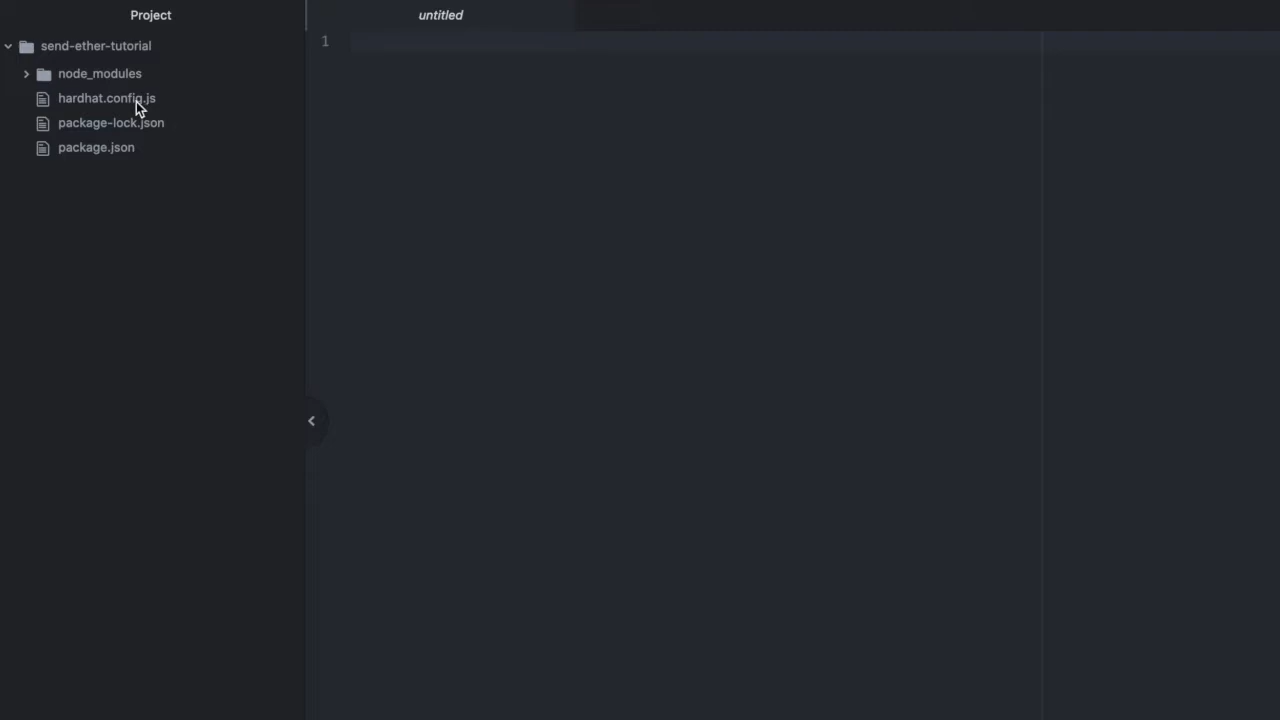 Project
untitled
send-ether-tutorial
1
node_modules
hardhat.config.js
package-lock.json
package.json